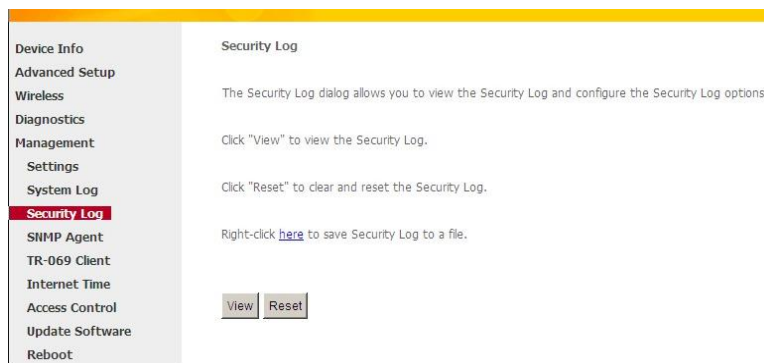 Device Info
Advanced Setup
Wireless
Diagnostics
Management
Settings
System Log
Security Log
SNMP Agent
TR-069 Client
Internet Time
Access Control
Update Software
Reboot
Security Log
The Security Log dialog allows you to view the Security Log and configure the Security Log options
Click "View" to view the Security Log.
Click "Reset" to clear and reset the Security Log.
Right-click here to save Security Log to a file.
View Reset